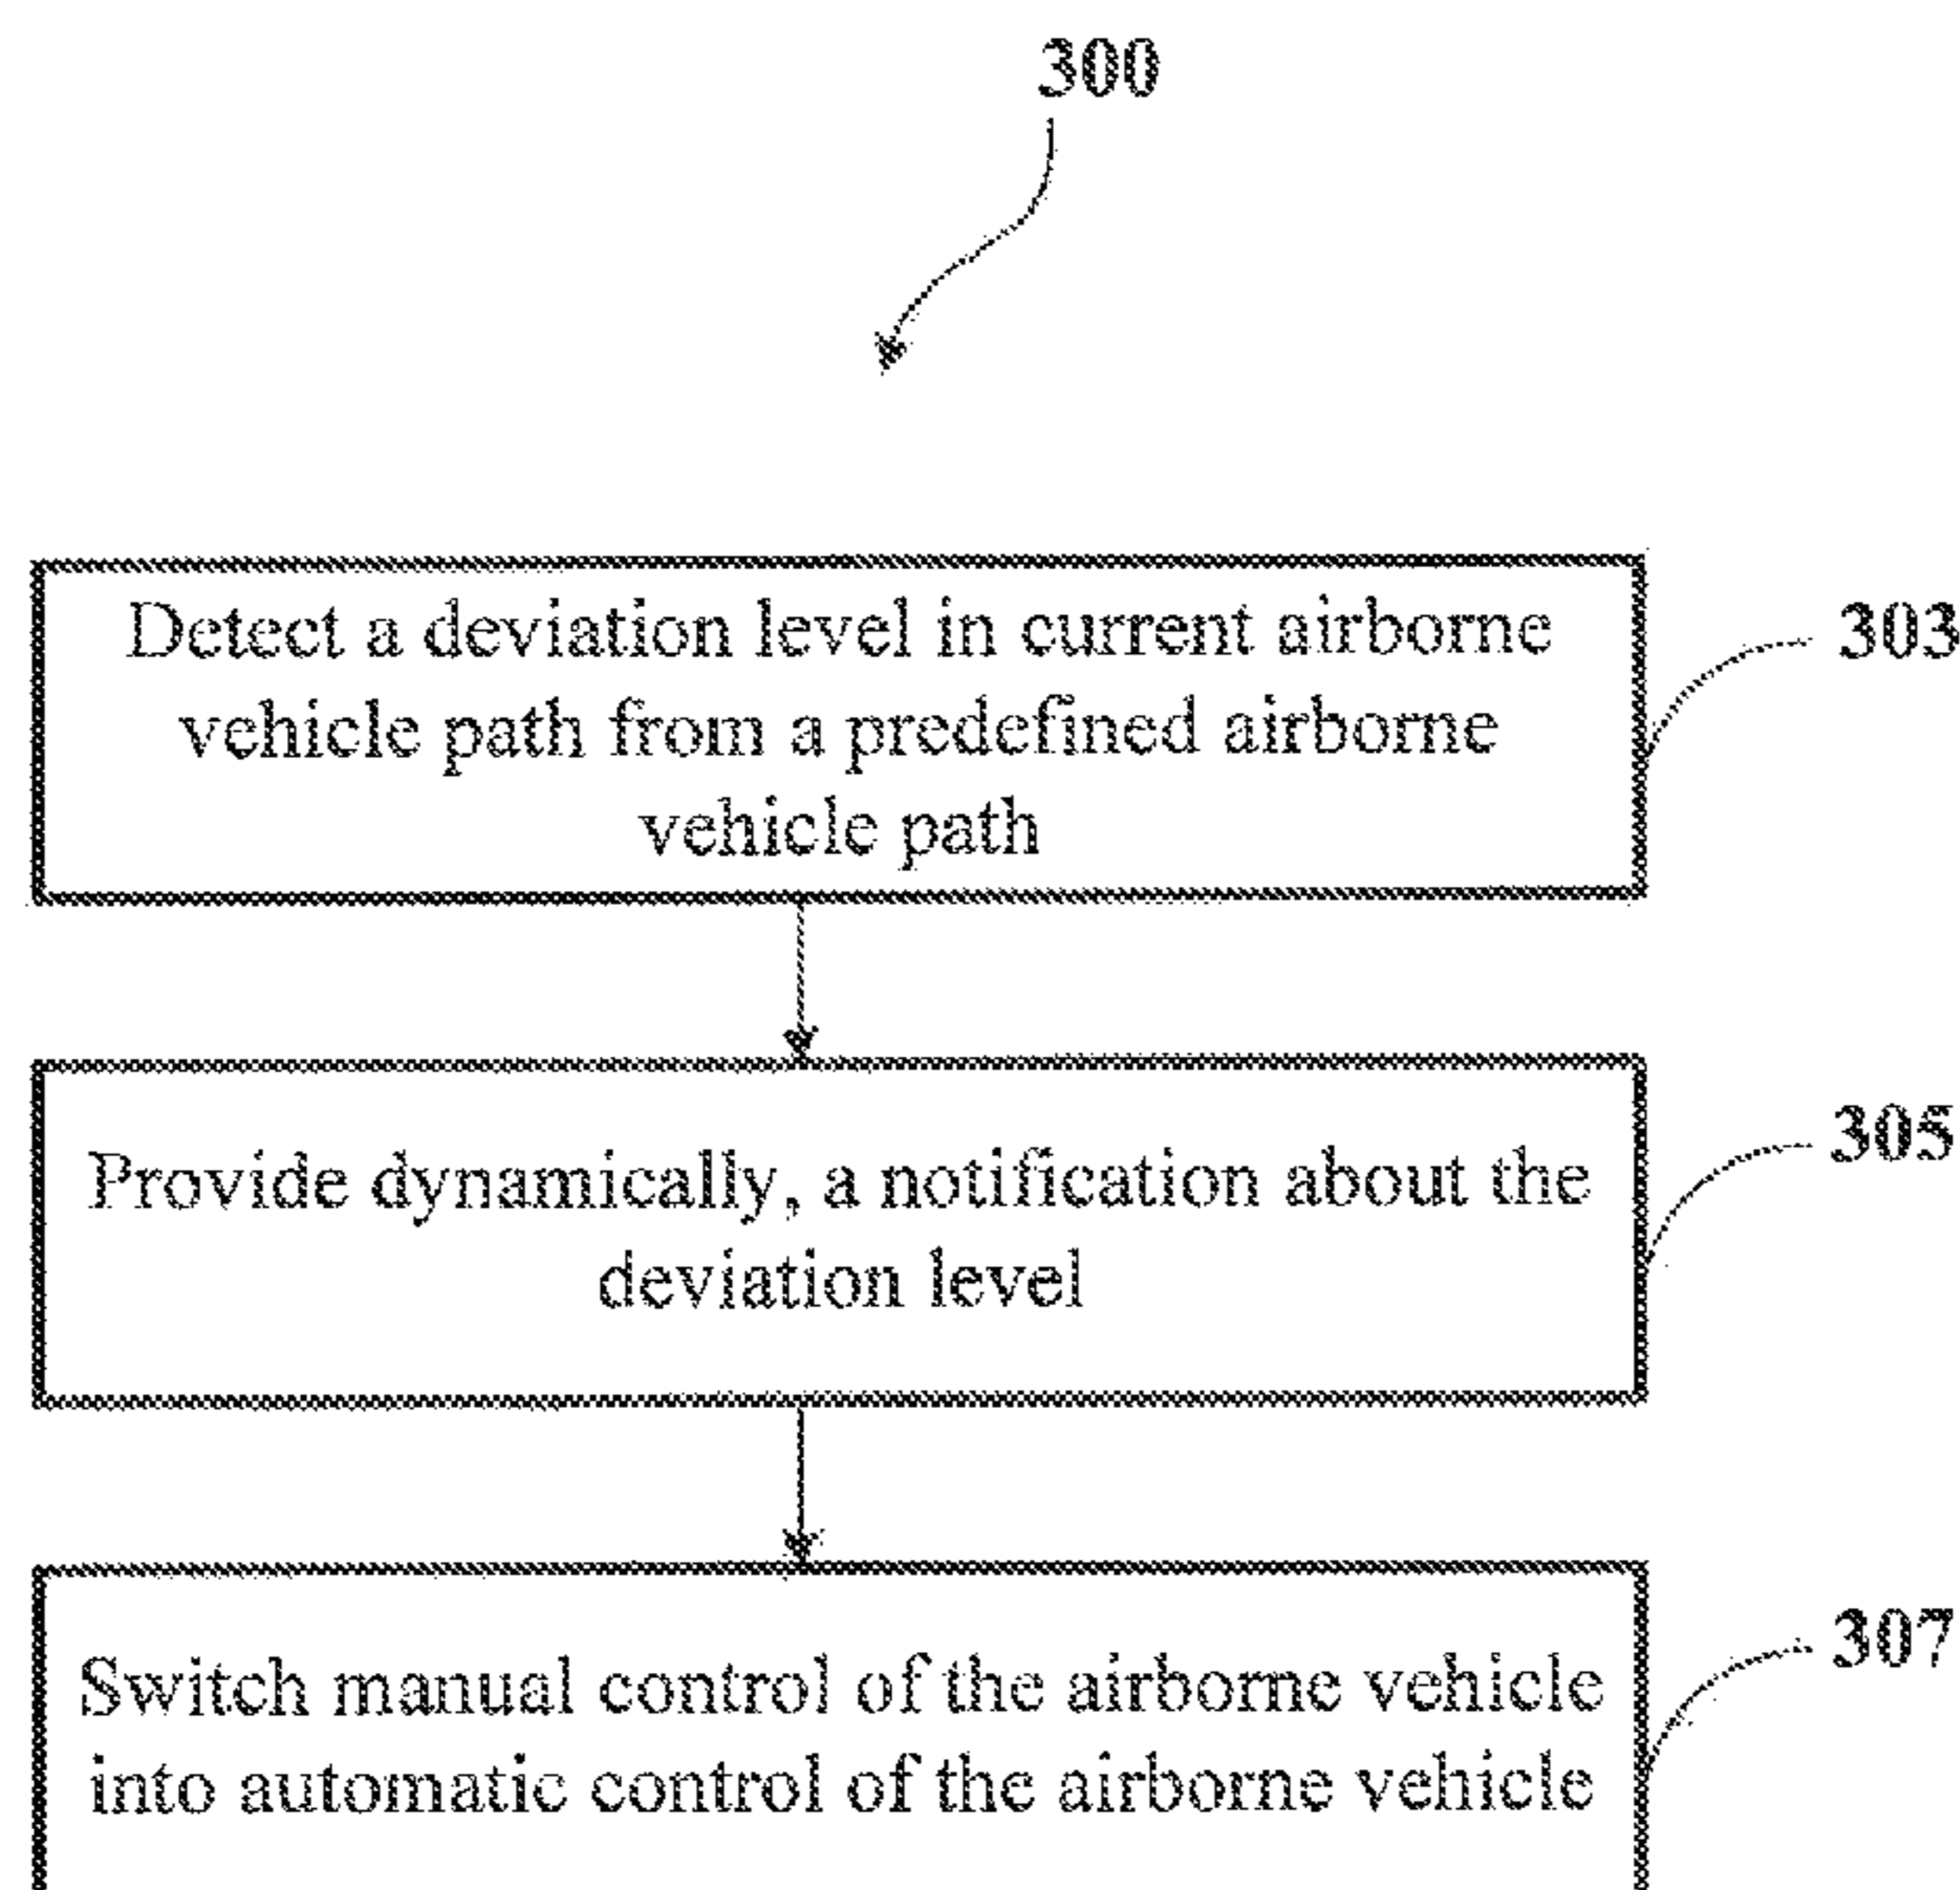 300
Detect a deviation level in current airborne
303
vehicle path from a predefined airborne
vehicle path
305
Provide dynamically, a notification about the
deviation level
307
Switch manual control of the airborne vehicle
into automatic control of the airborne vehicle